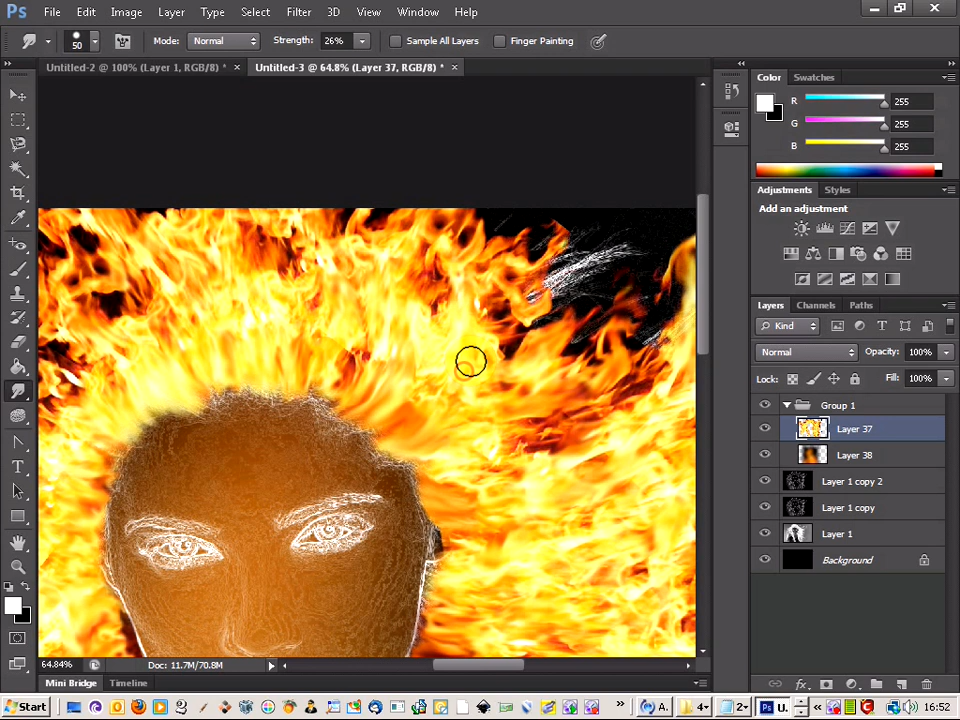 Ps File Edit Image Layer Type Select Filter 3D View Window Help
50 Mode: Normal Strength: 26% Sample All Layers Finger Painting
Untitled-2 @ 100% (Layer 1, RGB/8) * × Untitled-3 @ 64.8% (Layer 37, RGB/8) * ×
Color Swatches
R 255
G 255
B 255
Adjustments Styles
Add an adjustment
Layers Channels Paths
Kind
Normal Opacity: 100%
Lock: Fill: 100%
Group 1
Layer 37
Layer 38
Layer 1 copy 2
Layer 1 copy
Layer 1
Background
64.84% Doc: 11.7M/70.8M
Mini Bridge Timeline
Start » A. 4 2 Ps U. « 16:52